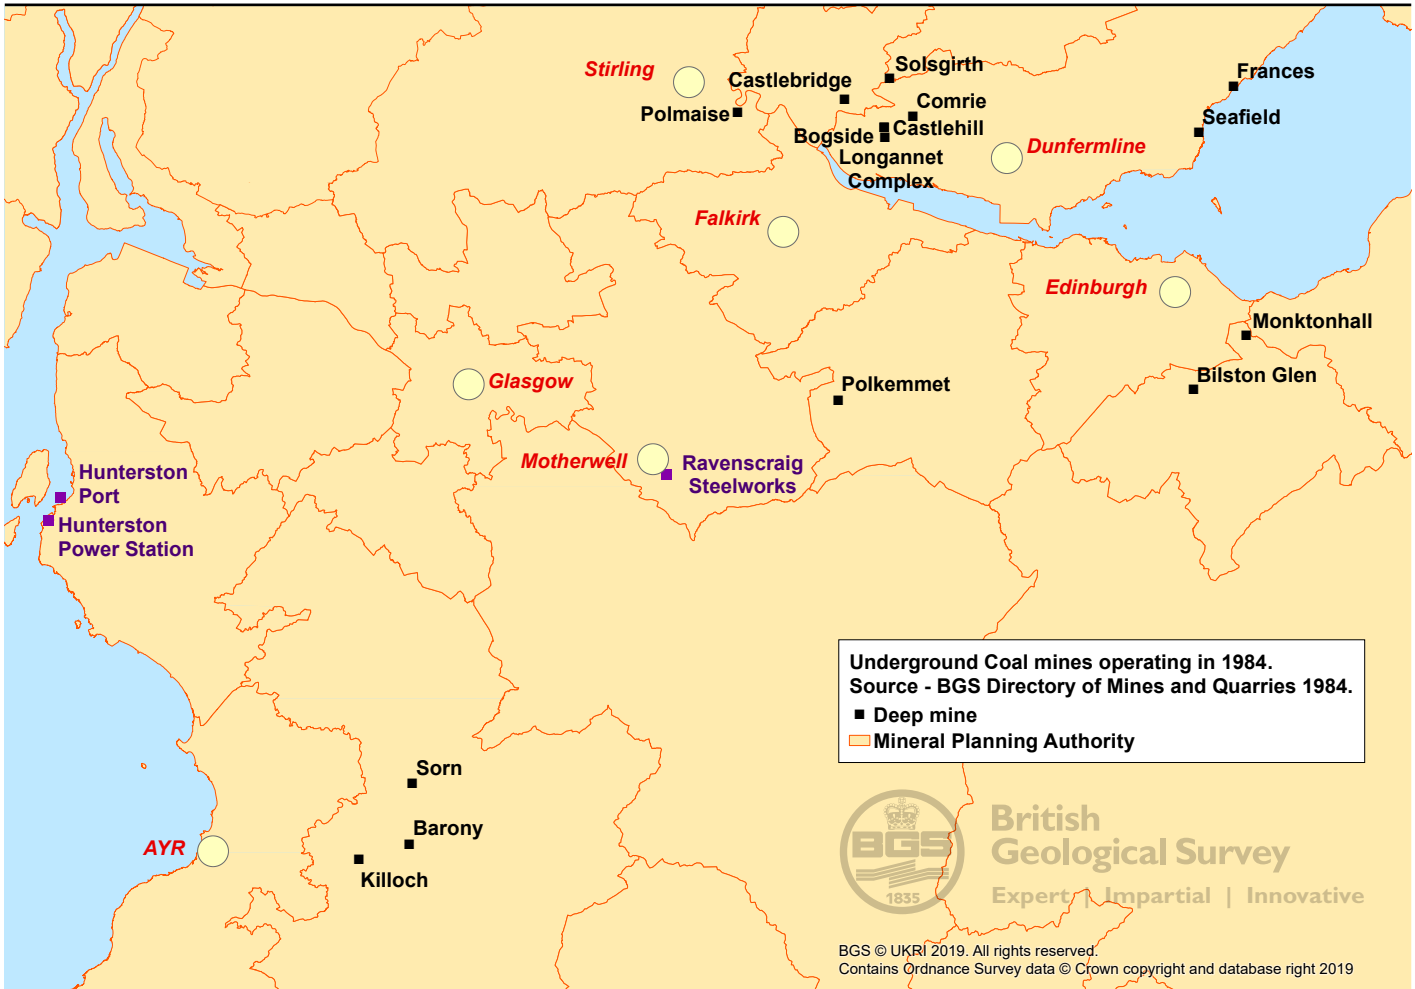 Stirling
Solsgirth
Castlebridge
Frances
Polmaise
Comrie
Seafield
Bogside
Castlehill
Longannet
Complex
Dunfermline
Falkirk
Edinburgh
Monktonhall
Glasgow
Polkemmet
Bilston Glen
Motherwell
Ravenscraig
Steelworks
Hunterston
Port
Hunterston
Power Station
Underground Coal mines operating in 1984.
Source - BGS Directory of Mines and Quarries 1984.
Deep mine
Mineral Planning Authority
Sorn
Barony
AYR
Killoch
BGS
1835
British
Geological Survey
Expert | Impartial | Innovative
BGS © UKRI 2019. All rights reserved.
Contains Ordnance Survey data © Crown copyright and database right 2019